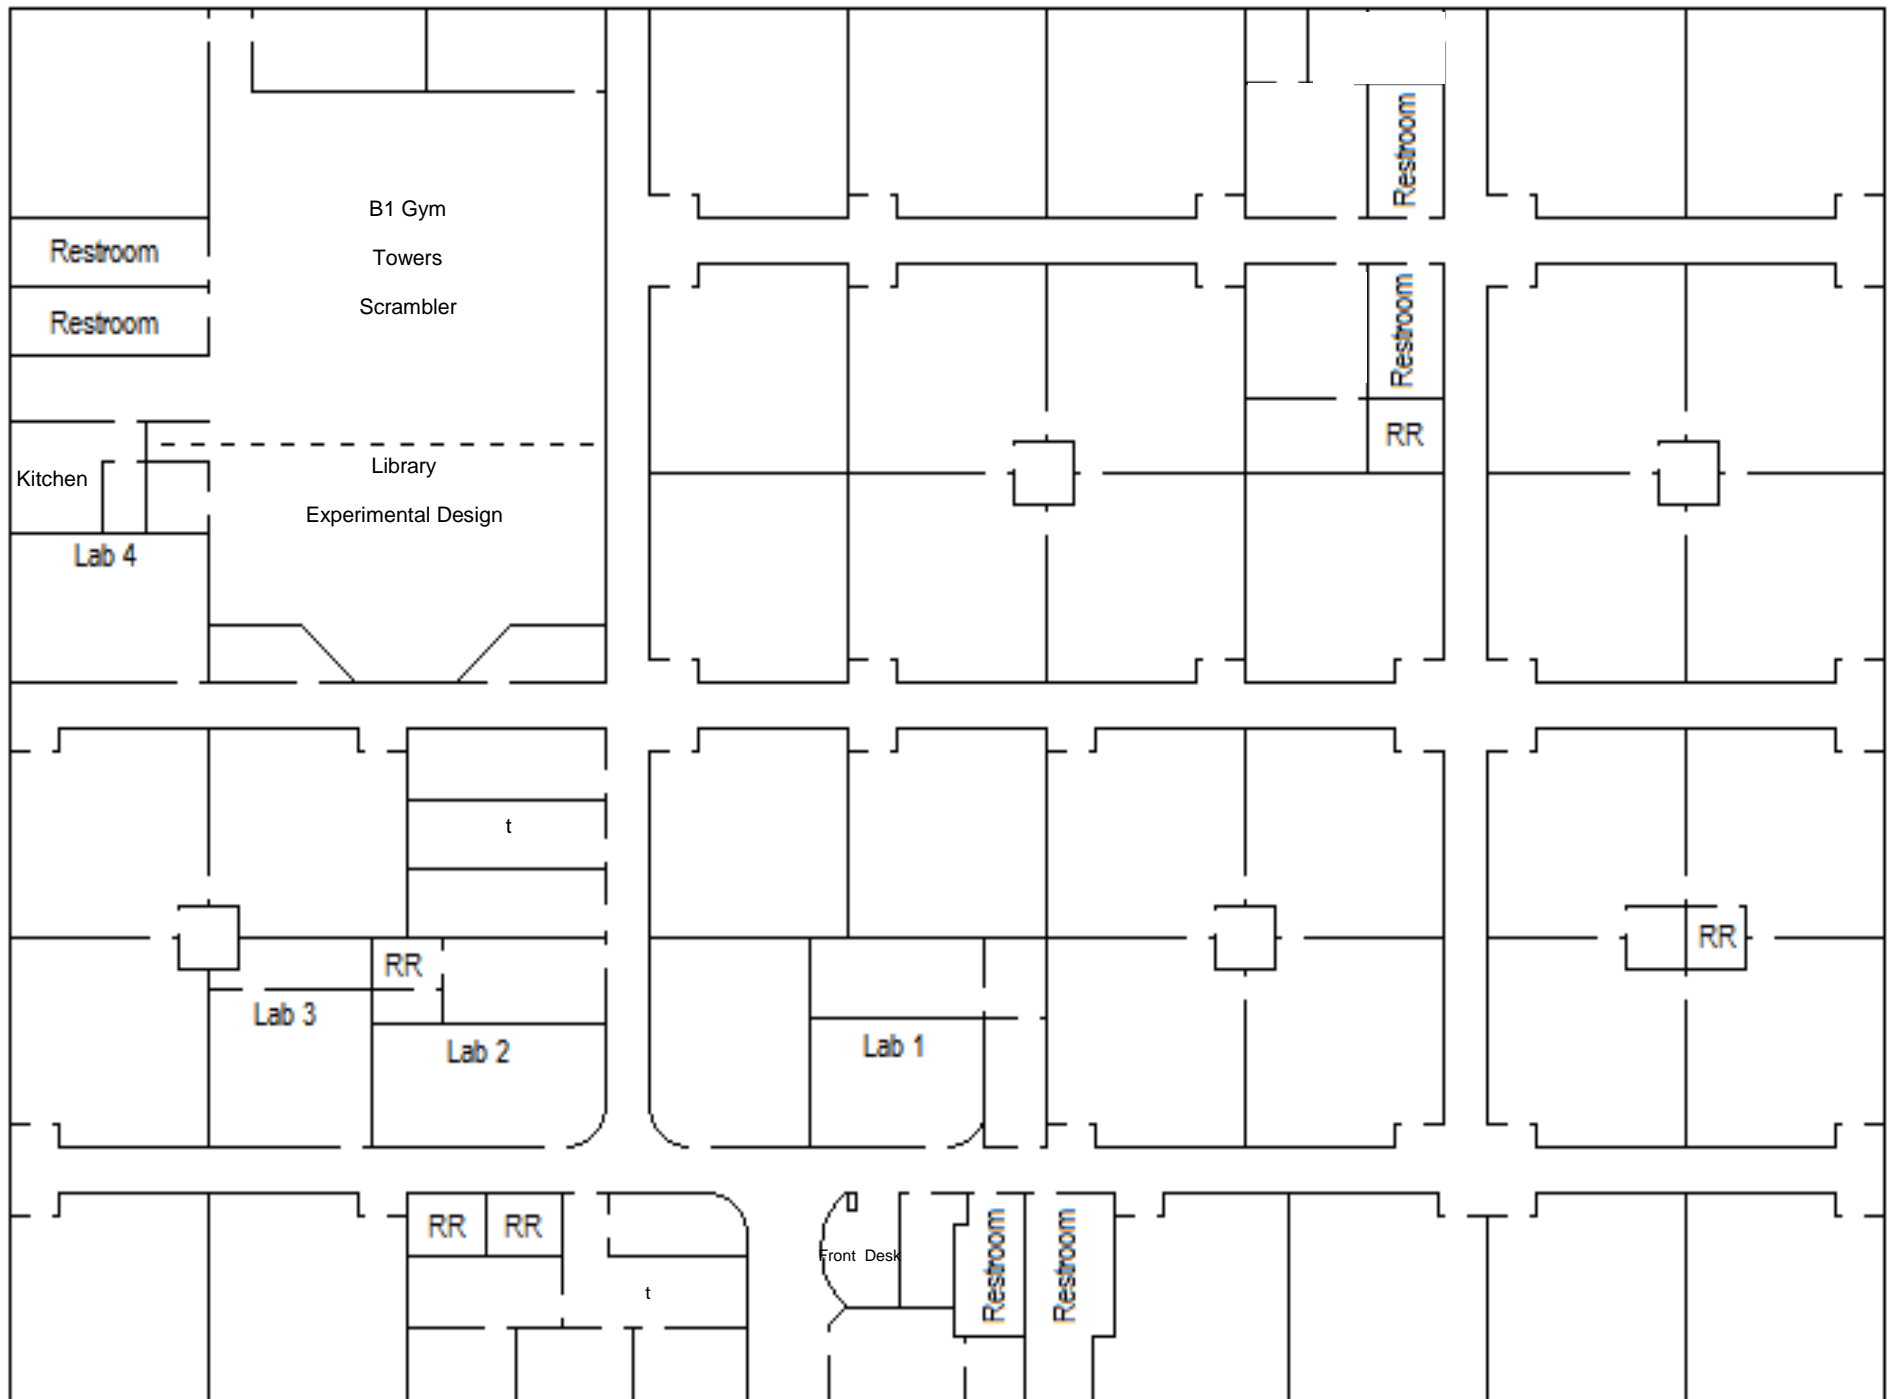 Restroom
B1 Gym
Towers
Scrambler
Restroom
Restroom
Restroom
RR
Library
Experimental Design
Kitchen
Lab 4
t
RR
RR
Lab 3
Lab 2
Lab 1
RR
RR
Front Desk
Restroom
Restroom
t